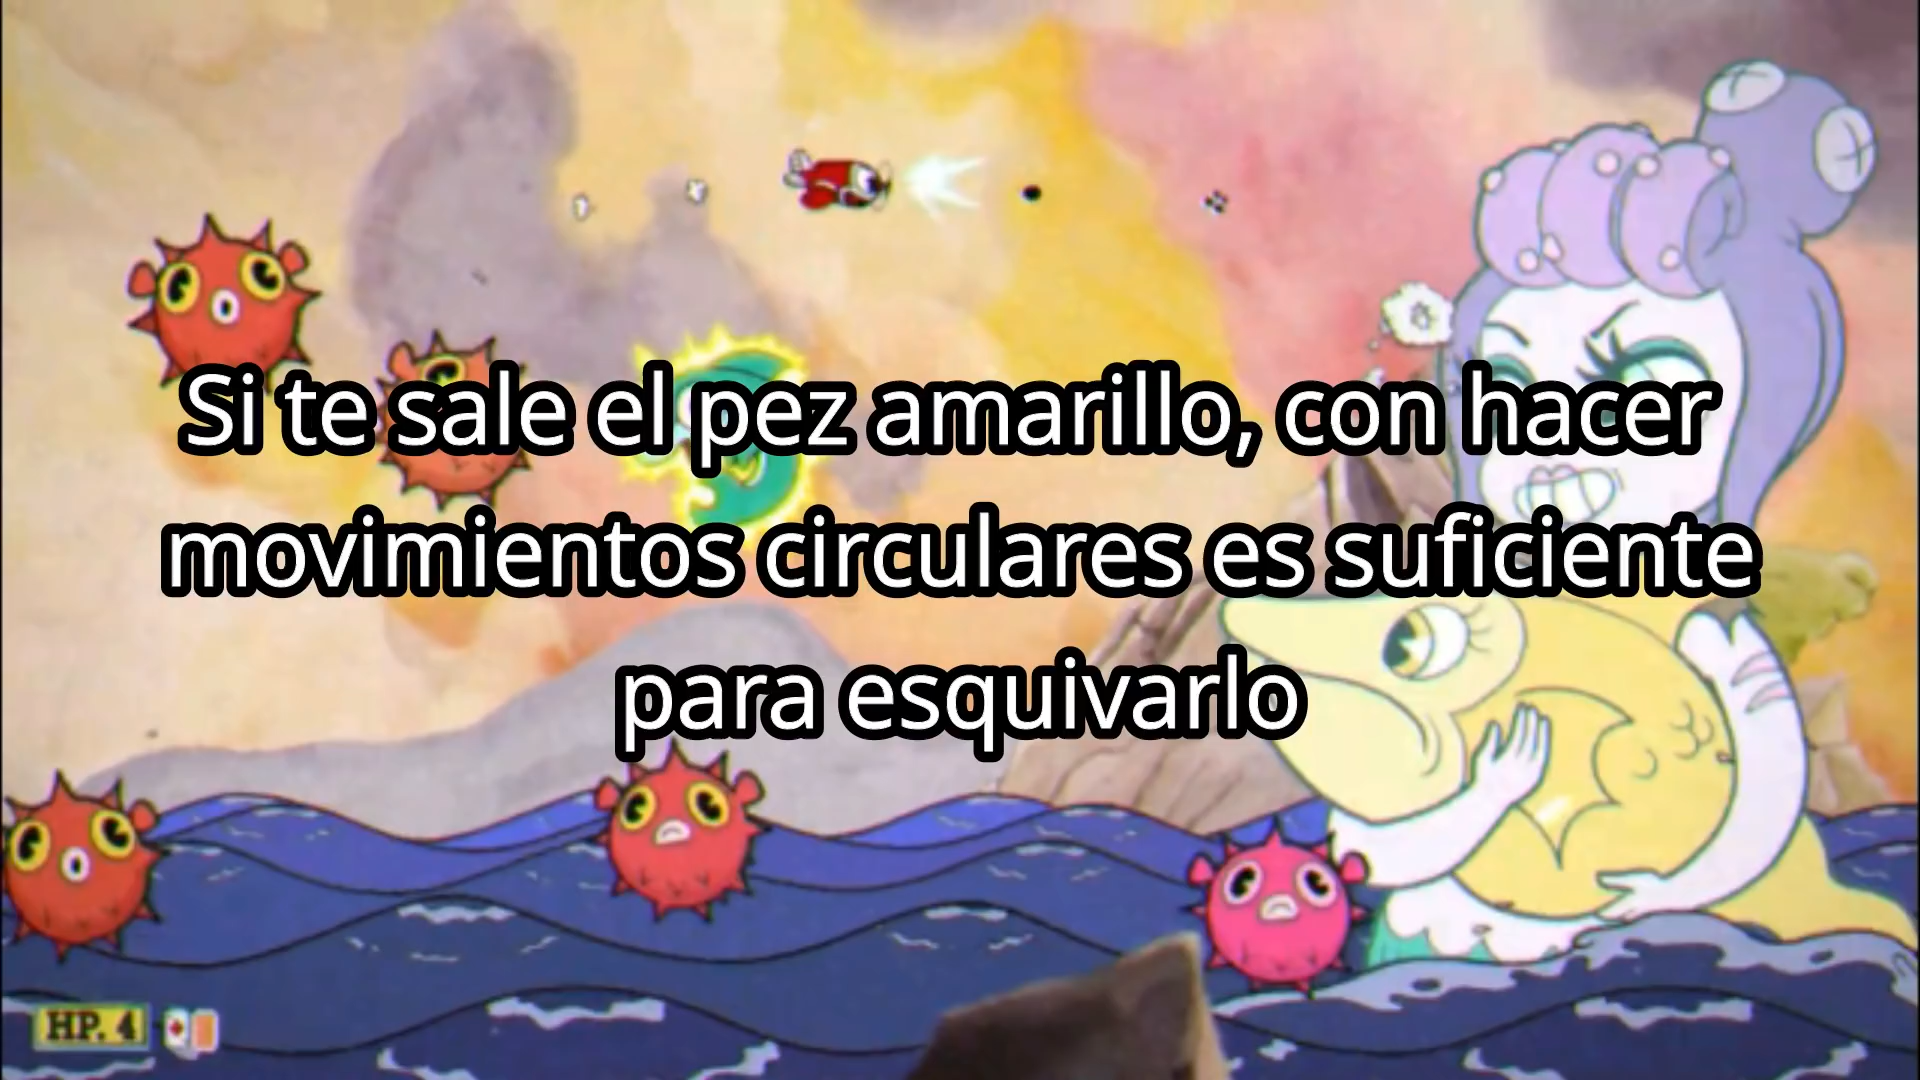 Si te sale el pez amarillo, con hacer
movimientos circulares es suficiente
para esquivarlo
HP. 4